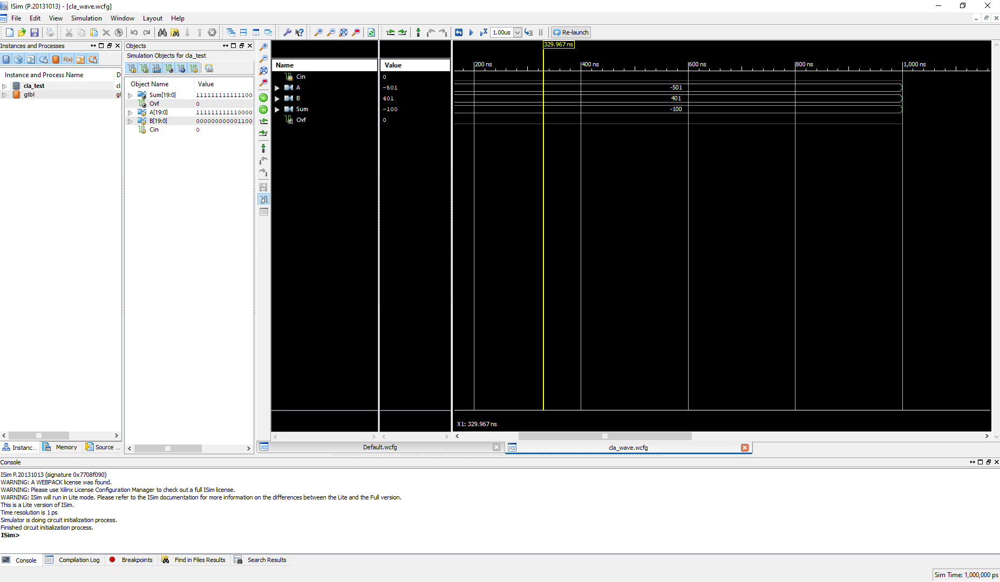 ISim (P.20131013) - [cla_wave.wcfg]
File Edit View Simulation Window Layout Help
1.00us Re-launch
Instances and Processes
Instance and Process Name D
cla_test cl
glbl gl
Instanc... Memory Source ...
Objects
Simulation Objects for cla_test
Object Name Value
Sum[19:0] 111111111111100
Ovf 0
A[19:0] 111111111110000
B[19:0] 000000000001100
Cin 0
Name Value
Cin 0
A -501
B 401
Sum -100
Ovf 0
329.967 ns
200 ns 400 ns 600 ns 800 ns 1,000 ns
-501
401
-100
X1: 329.967 ns
Default.wcfg cla_wave.wcfg
Console
ISim P.20131013 (signature 0x7708f090)
WARNING: A WEBPACK license was found.
WARNING: Please use Xilinx License Configuration Manager to check out a full ISim license.
WARNING: ISim will run in Lite mode. Please refer to the ISim documentation for more information on the differences between the Lite and the Full version.
This is a Lite version of ISim.
Time resolution is 1 ps
Simulator is doing circuit initialization process.
Finished circuit initialization process.
ISim>
Console Compilation Log Breakpoints Find in Files Results Search Results
Sim Time: 1,000,000 ps